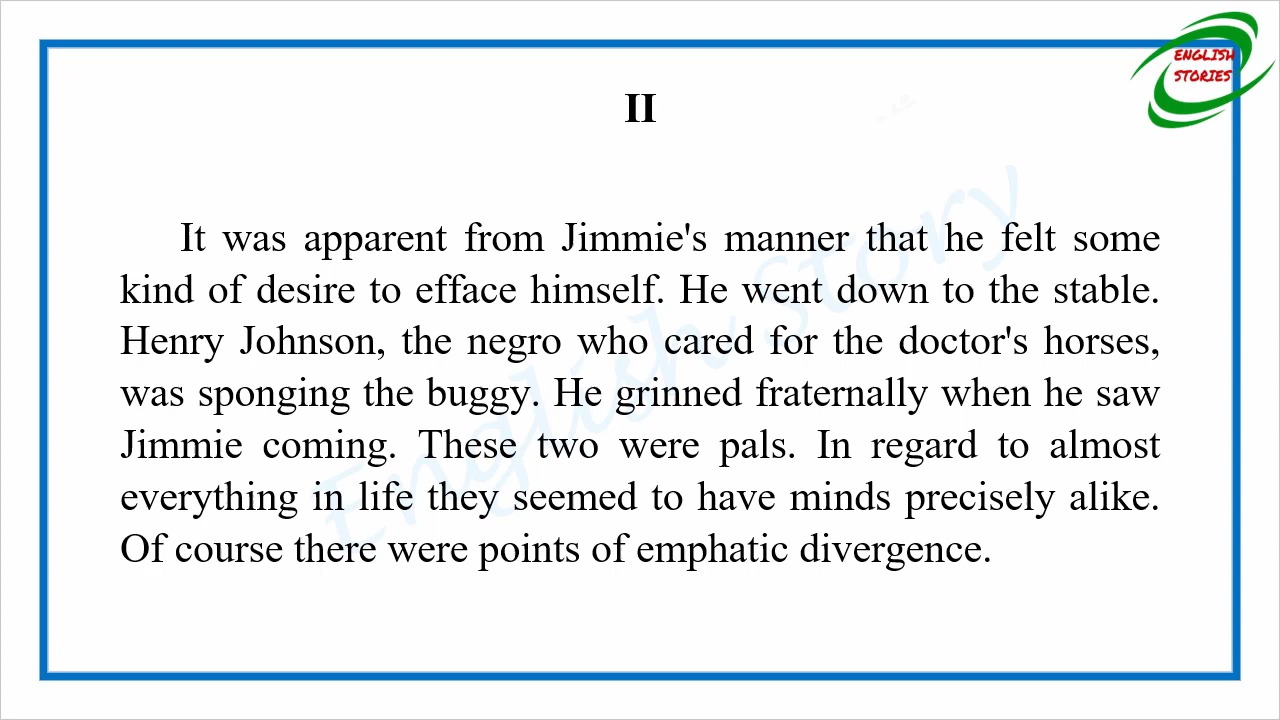 ENGLISH
STORIES
II
It was apparent from Jimmie's manner that he felt some
kind of desire to efface himself. He went down to the stable.
Henry Johnson, the negro who cared for the doctor's horses,
was sponging the buggy. He grinned fraternally when he saw
Jimmie coming. These two were pals. In regard to almost
everything in life they seemed to have minds precisely alike.
Of course there were points of emphatic divergence.
English Story